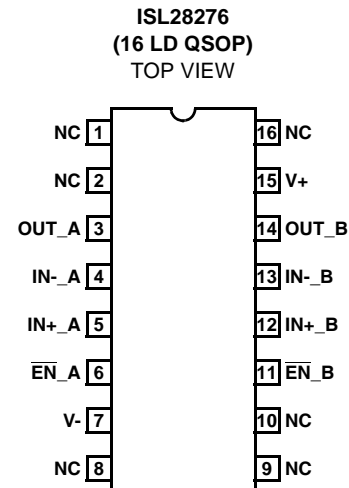 ISL28276
(16 LD QSOP)
TOP VIEW
NC 1 16 NC
NC 2 15 V+
OUT_A 3 14 OUT_B
IN-_A 4 13 IN-_B
IN+_A 5 12 IN+_B
E̅N̅_A 6 11 E̅N̅_B
V- 7 10 NC
NC 8 9 NC